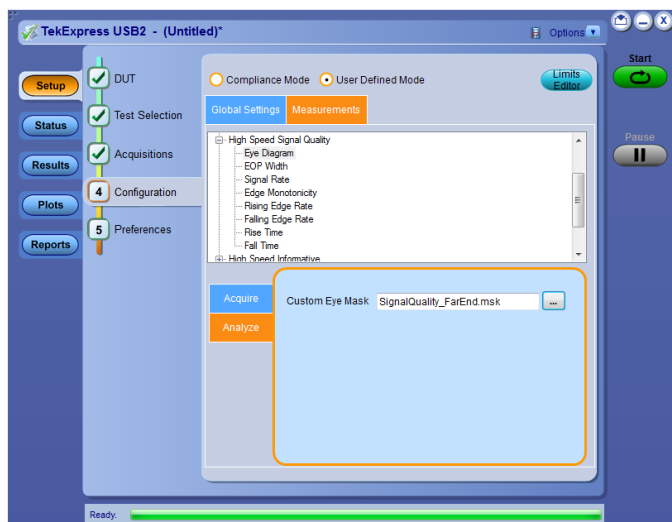 TekExpress USB2 - (Untitled)*
Options
Setup
Status
Results
Plots
Reports
DUT
Test Selection
Acquisitions
4 Configuration
5 Preferences
Compliance Mode User Defined Mode
Limits Editor
Global Settings Measurements
High Speed Signal Quality
Eye Diagram
EOP Width
Signal Rate
Edge Monotonicity
Rising Edge Rate
Falling Edge Rate
Rise Time
Fall Time
High Speed Informative
Acquire
Analyze
Custom Eye Mask SignalQuality_FarEnd.msk ...
Start
Pause
Ready.